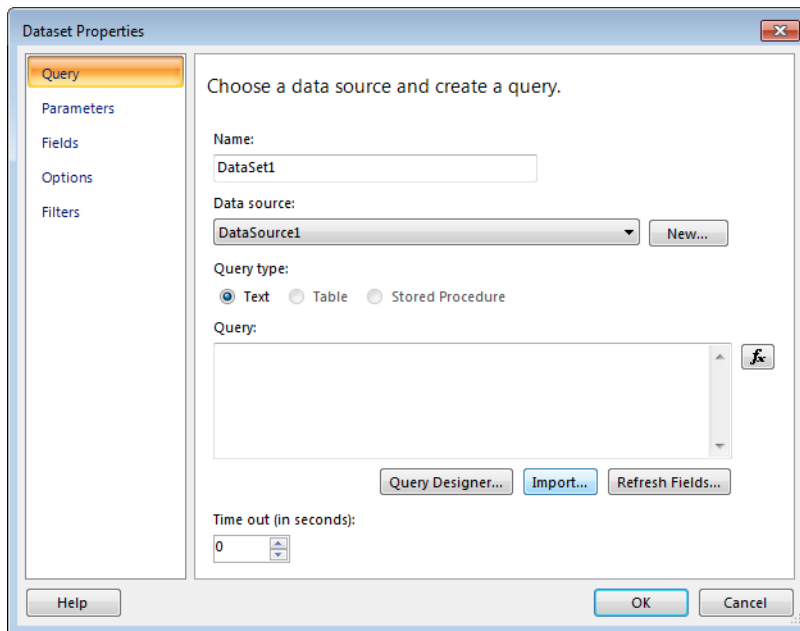 Dataset Properties
Query
Parameters
Fields
Options
Filters
Choose a data source and create a query.
Name:
DataSet1
Data source:
DataSource1
New...
Query type:
Text Table Stored Procedure
Query:
fx
Query Designer... Import... Refresh Fields...
Time out (in seconds):
0
Help OK Cancel